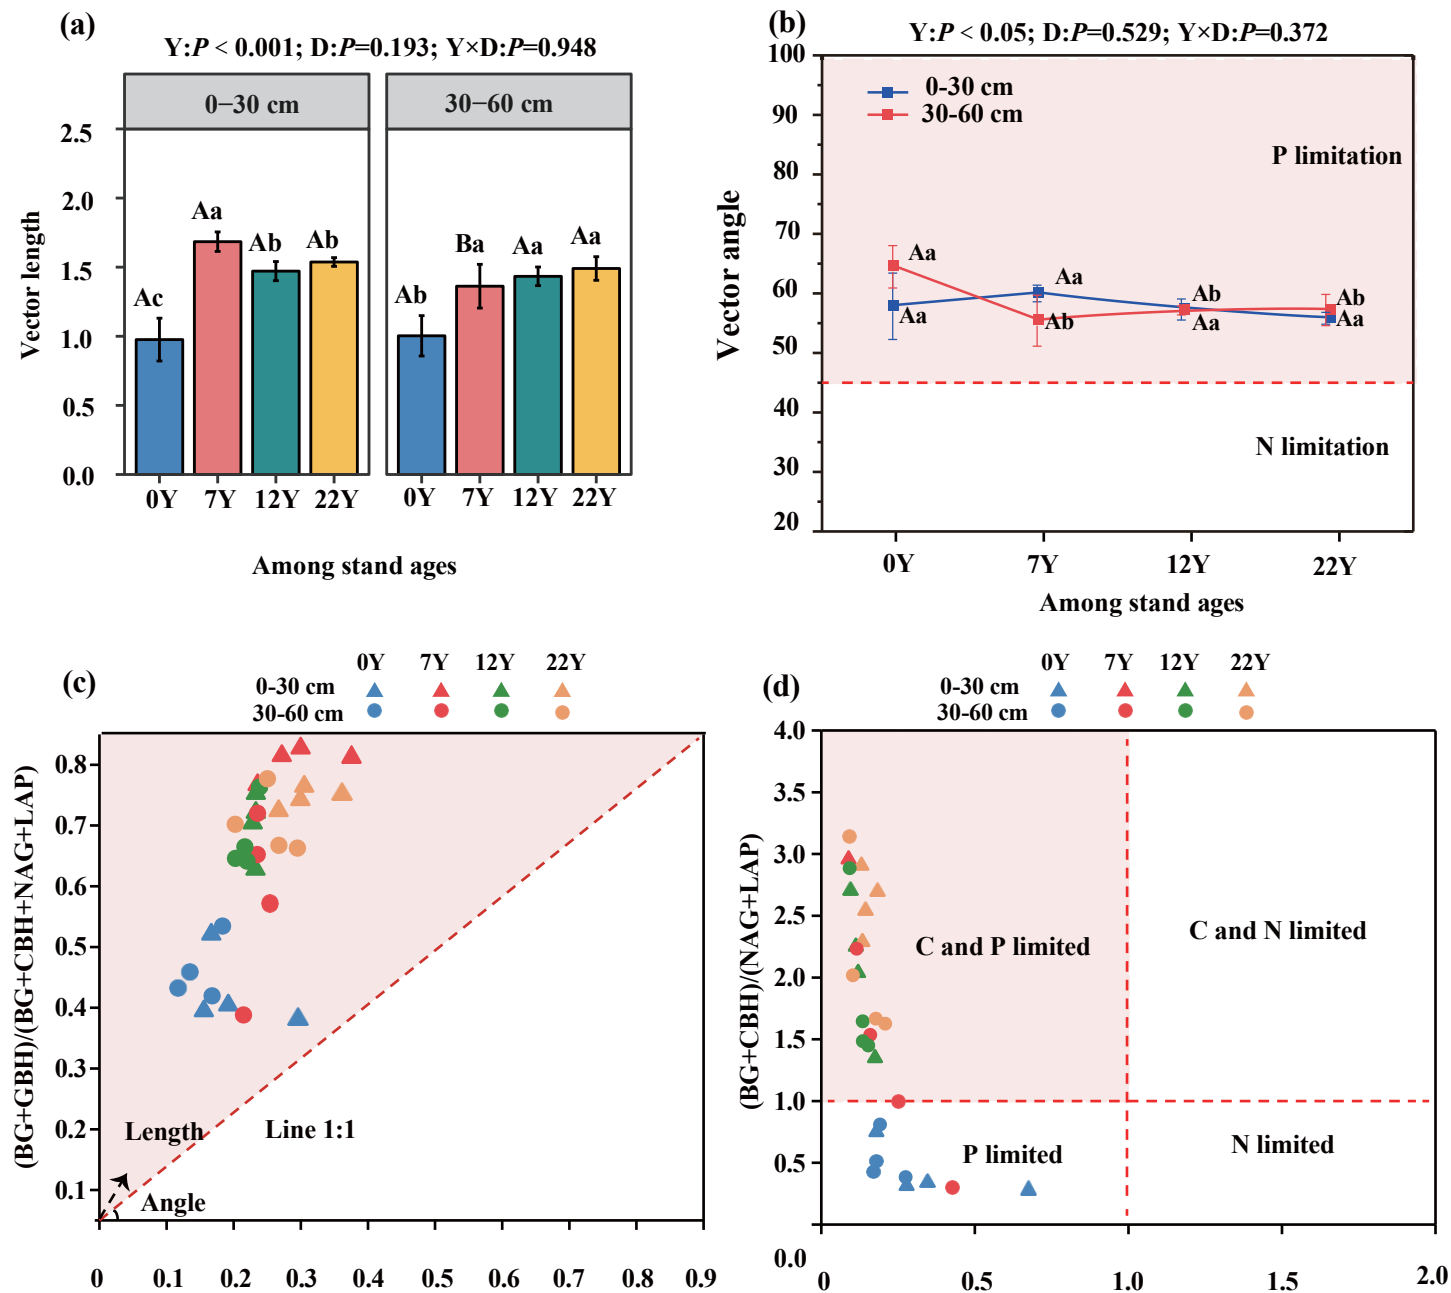 (a)
Y:P < 0.001; D:P=0.193; Y×D:P=0.948
0−30 cm
30−60 cm
2.5
2.0
1.5
1.0
0.5
0.0
Vector length
Ac
Aa
Ab
Ab
Ab
Ba
Aa
Aa
0Y
7Y
12Y
22Y
0Y
7Y
12Y
22Y
Among stand ages
(b)
Y:P < 0.05; D:P=0.529; Y×D:P=0.372
100
90
80
70
60
50
40
30
20
Vector angle
0-30 cm
30-60 cm
P limitation
N limitation
Aa
Aa
Aa
Ab
Ab
Aa
Ab
Aa
0Y
7Y
12Y
22Y
Among stand ages
(c)
0Y 7Y 12Y 22Y
0-30 cm
30-60 cm
(BG+GBH)/(BG+CBH+NAG+LAP)
0.8
0.7
0.6
0.5
0.4
0.3
0.2
0.1
Length
Angle
Line 1:1
0 0.1 0.2 0.3 0.4 0.5 0.6 0.7 0.8 0.9
(d)
0Y 7Y 12Y 22Y
0-30 cm
30-60 cm
(BG+CBH)/(NAG+LAP)
4.0
3.5
3.0
2.5
2.0
1.5
1.0
0.5
0.0
C and P limited
C and N limited
P limited
N limited
0 0.5 1.0 1.5 2.0